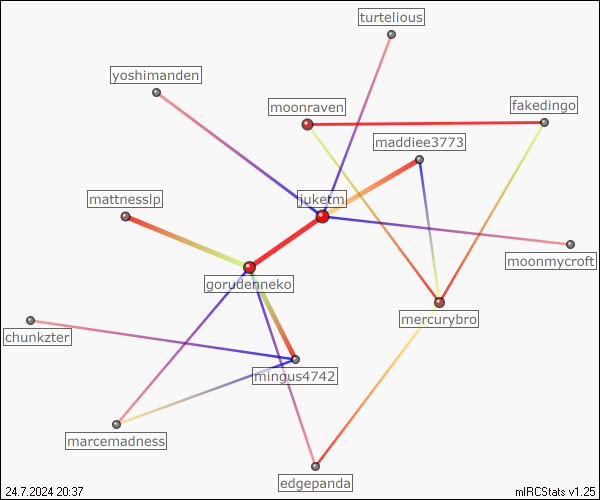 turtelious
yoshimanden
moonraven
fakedingo
maddiee3773
mattnesslp
juketm
moonmycroft
gorudenneko
mercurybro
chunkzter
mingus4742
marcemadness
edgepanda
24.7.2024 20:37
mIRCStats v1.25